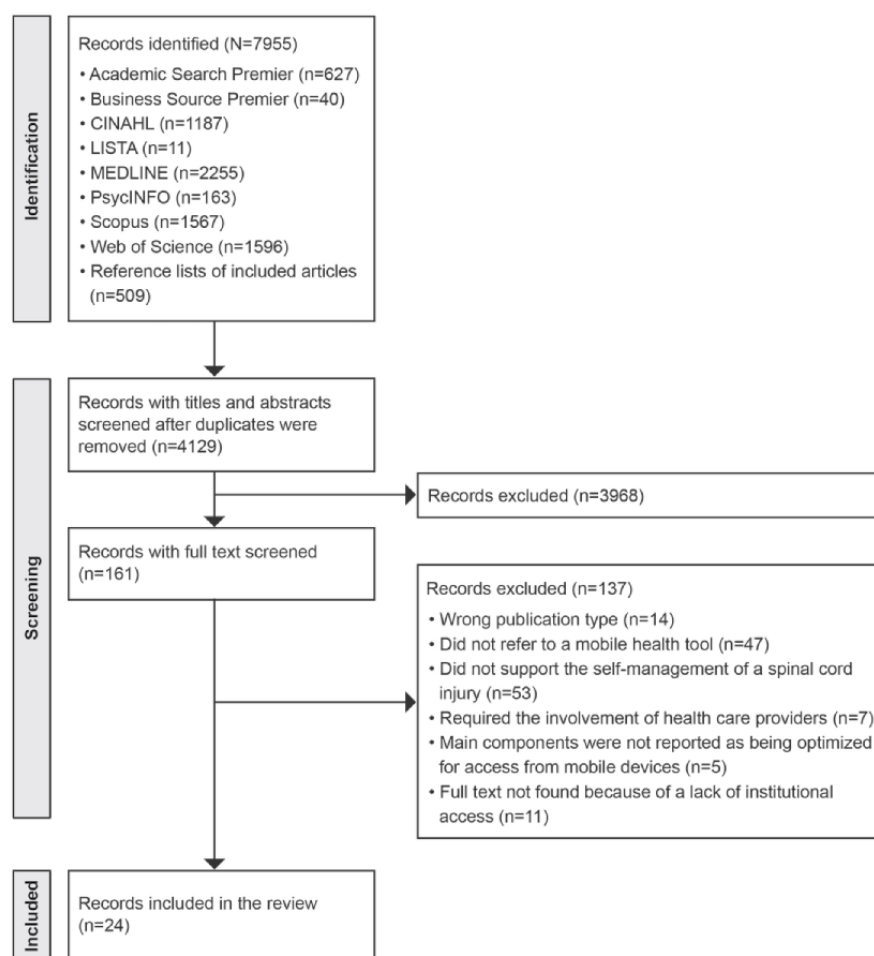 Identification
Records identified (N=7955)
• Academic Search Premier (n=627)
• Business Source Premier (n=40)
• CINAHL (n=1187)
• LISTA (n=11)
• MEDLINE (n=2255)
• PsycINFO (n=163)
• Scopus (n=1567)
• Web of Science (n=1596)
• Reference lists of included articles
(n=509)
Screening
Records with titles and abstracts
screened after duplicates were
removed (n=4129)
Records excluded (n=3968)
Records with full text screened
(n=161)
Records excluded (n=137)
• Wrong publication type (n=14)
• Did not refer to a mobile health tool (n=47)
• Did not support the self-management of a spinal cord
injury (n=53)
• Required the involvement of health care providers (n=7)
• Main components were not reported as being optimized
for access from mobile devices (n=5)
• Full text not found because of a lack of institutional
access (n=11)
Included
Records included in the review
(n=24)